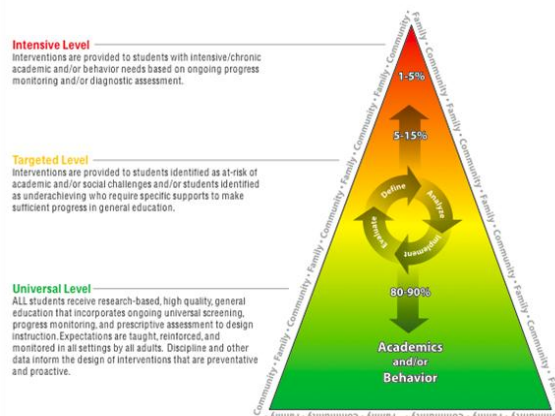 Intensive Level
Interventions are provided to students with intensive/chronic
academic and/or behavior needs based on ongoing progress
monitoring and/or diagnostic assessment.
Targeted Level
Interventions are provided to students identified as at-risk of
academic and/or social challenges and/or students identified
as underachieving who require specific supports to make
sufficient progress in general education.
Universal Level
ALL students receive research-based, high quality, general
education that incorporates ongoing universal screening,
progress monitoring, and prescriptive assessment to design
instruction. Expectations are taught, reinforced, and
monitored in all settings by all adults. Discipline and other
data inform the design of interventions that are preventative
and proactive.
Community • Family • Community • Family • Community • Family • Community • Family • Community •
Family • Community • Family • Community • Family • Community • Family • Community • Family
1-5%
5-15%
Define
Analyze
Implement
Evaluate
80-90%
Academics
and/or
Behavior